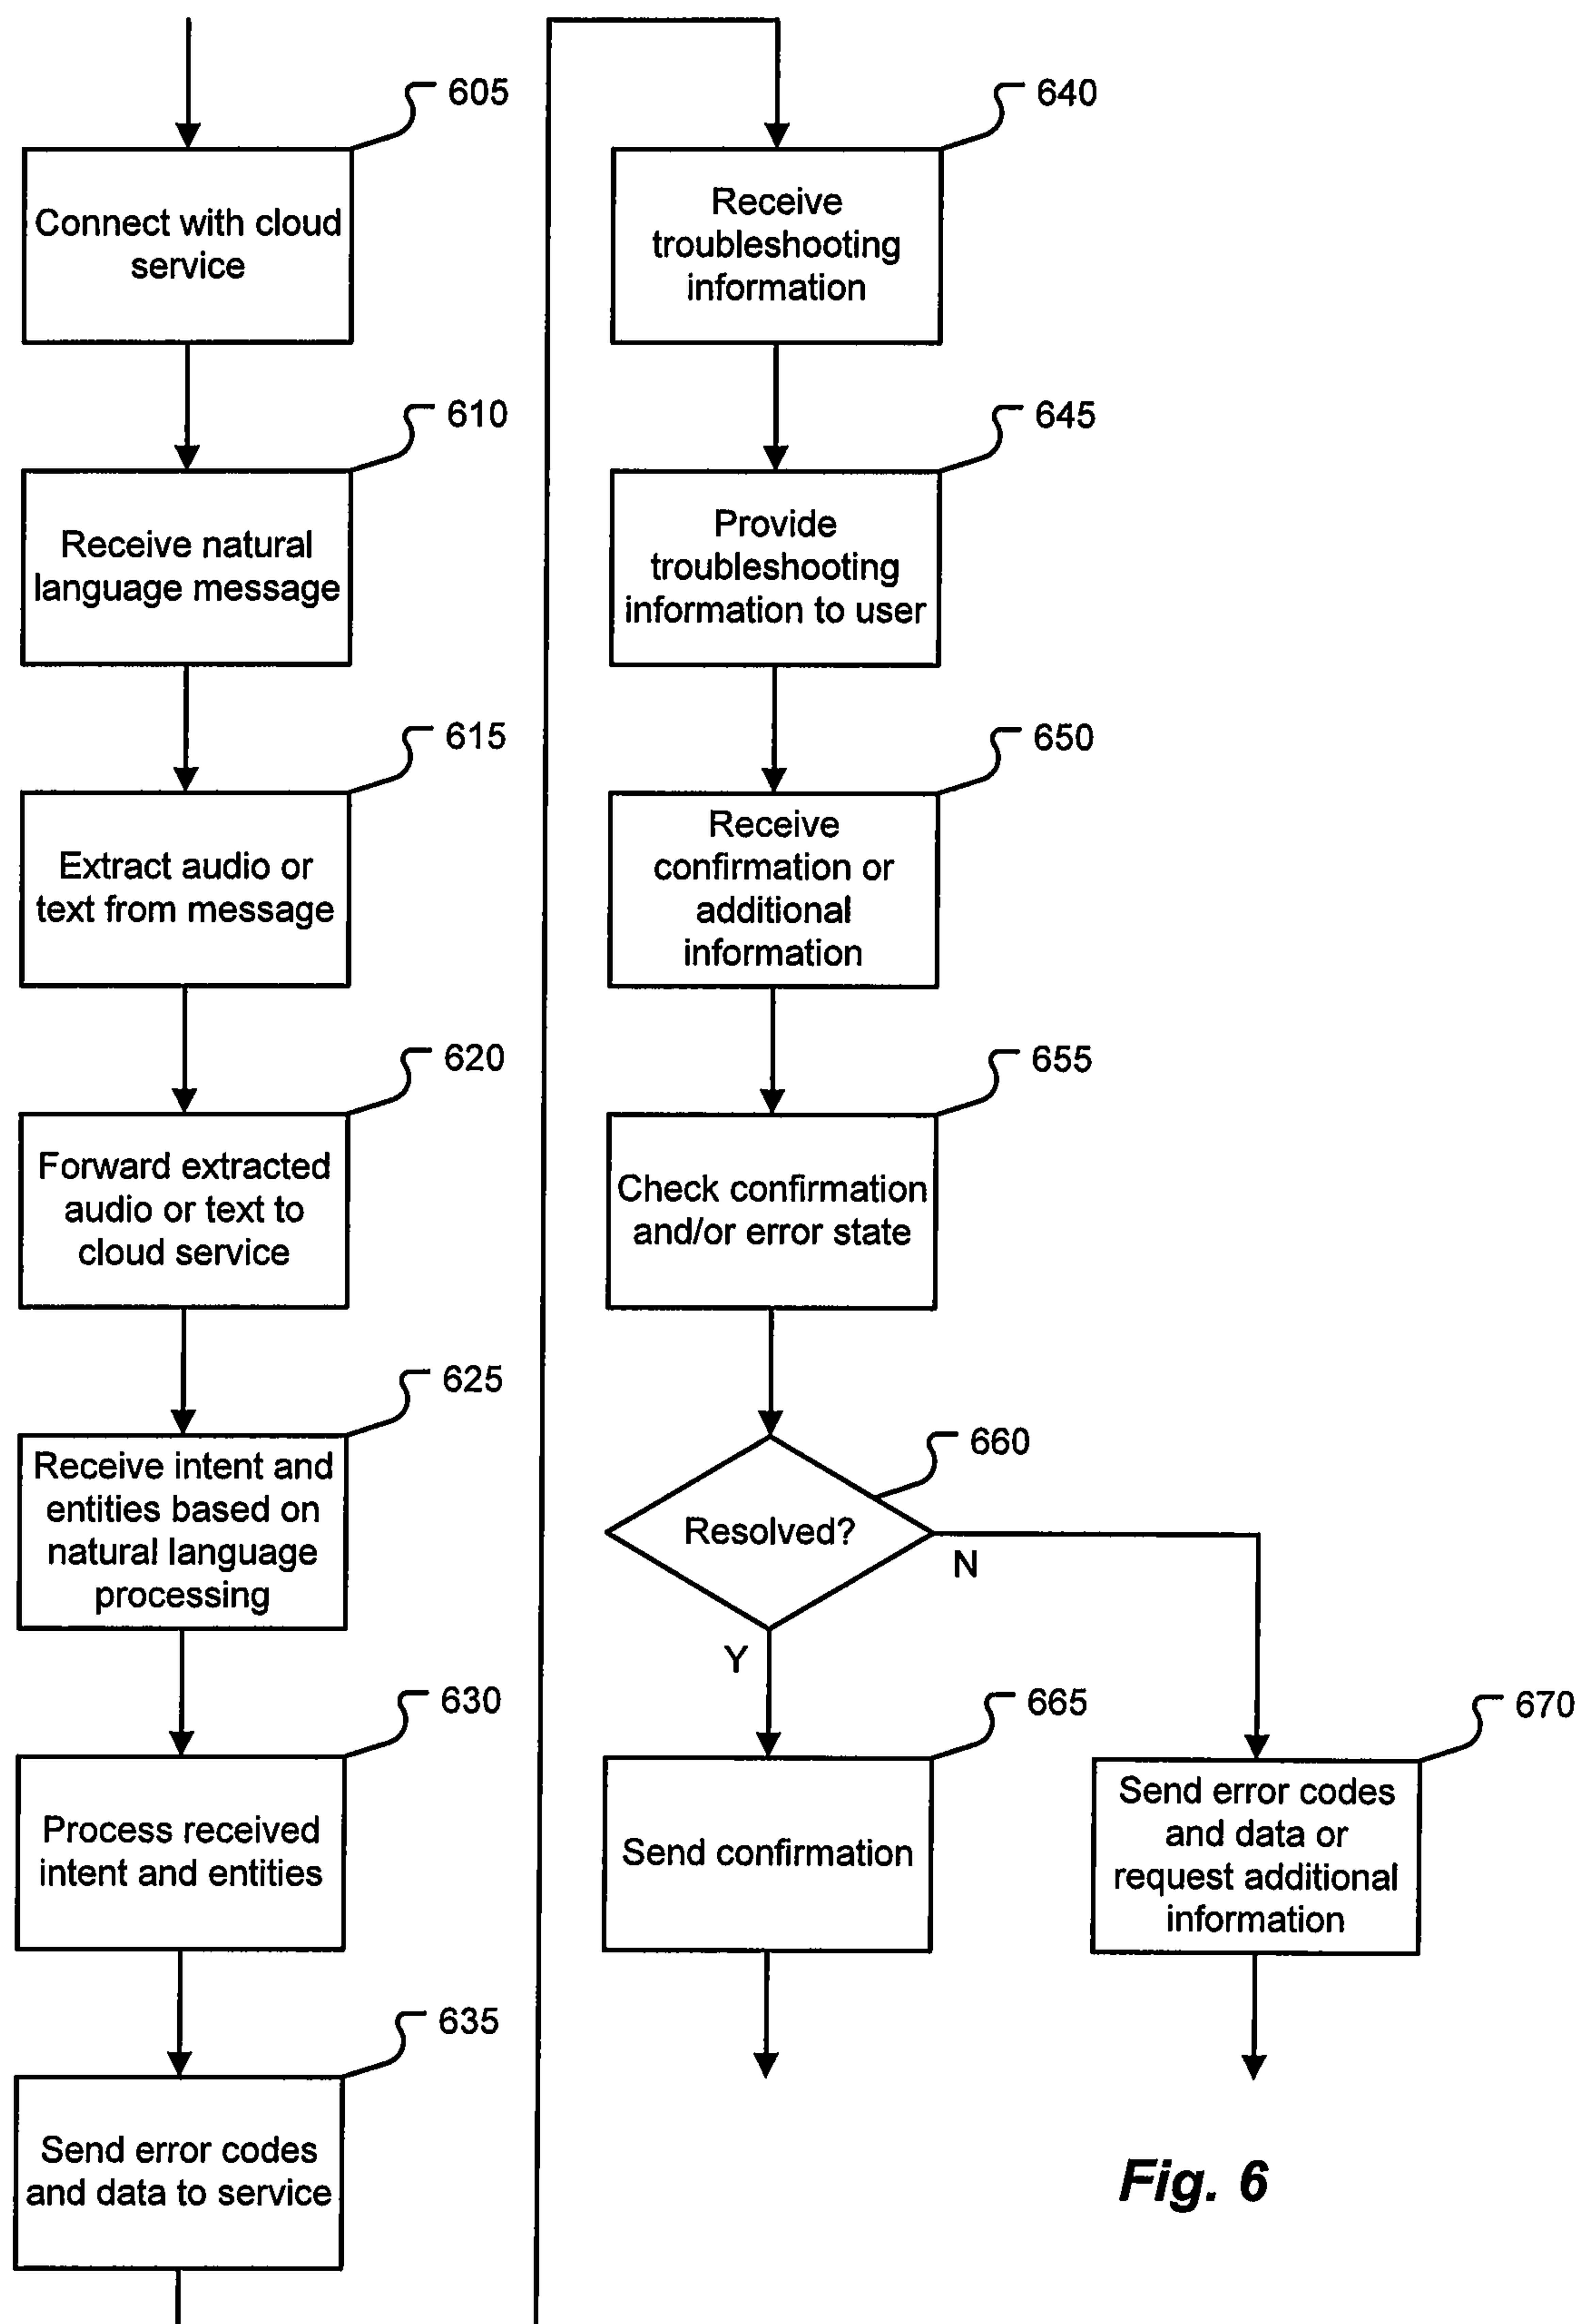 605
Connect with cloud
service
610
Receive natural
language message
615
Extract audio or
text from message
620
Forward extracted
audio or text to
cloud service
625
Receive intent and
entities based on
natural language
processing
630
Process received
intent and entities
635
Send error codes
and data to service
640
Receive
troubleshooting
information
645
Provide
troubleshooting
information to user
650
Receive
confirmation or
additional
information
655
Check confirmation
and/or error state
660
Resolved?
N
Y
665
Send confirmation
670
Send error codes
and data or
request additional
information
Fig. 6